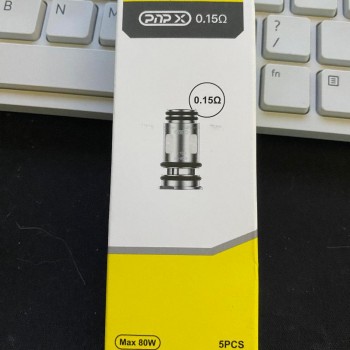 PnP X 0.15Ω
0.15Ω
Max 80W
5PCS
B
N
M
?
/
fn